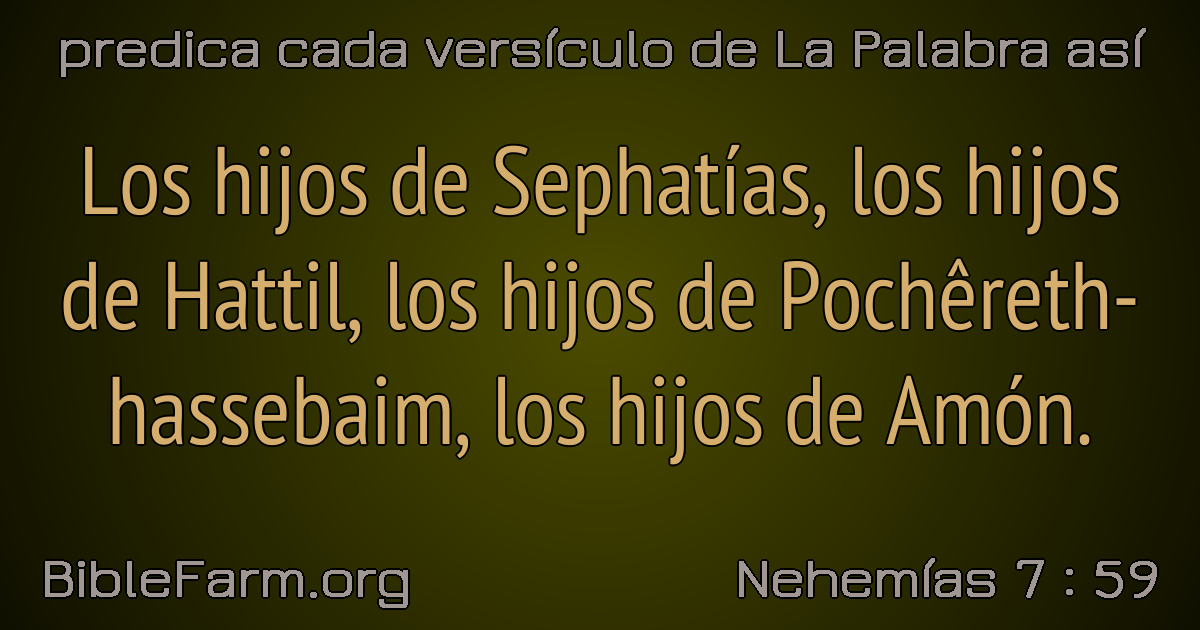 predica cada versículo de La Palabra así
Los hijos de Sephatías, los hijos
de Hattil, los hijos de Pochêreth-
hassebaim, los hijos de Amón.
BibleFarm.org
Nehemías 7 : 59